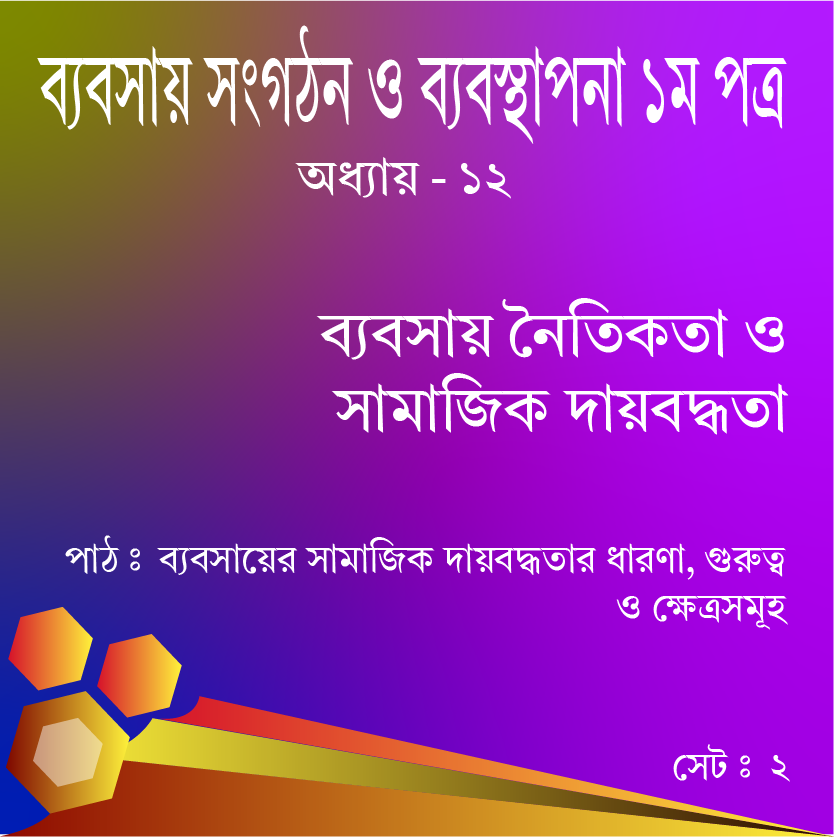 ব্যবসায় সংগঠন ও ব্যবস্থাপনা ১ম পত্র
অধ্যায় - ১২
ব্যবসায় নৈতিকতা ও
সামাজিক দায়বদ্ধতা
পাঠ ঃ ব্যবসায়ের সামাজিক দায়বদ্ধতার ধারণা, গুরুত্ব
ও ক্ষেত্রসমূহ
সেট ঃ ২